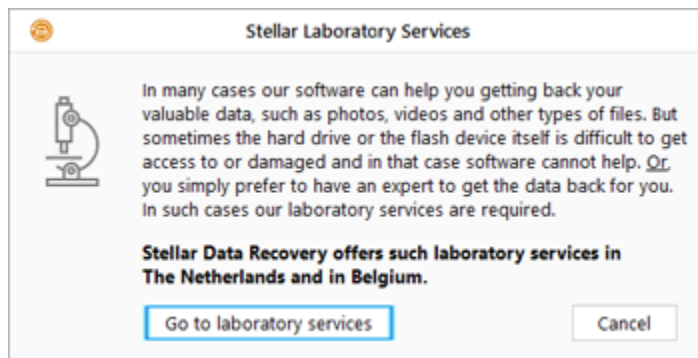 Stellar Laboratory Services
In many cases our software can help you getting back your
valuable data, such as photos, videos and other types of files. But
sometimes the hard drive or the flash device itself is difficult to get
access to or damaged and in that case software cannot help. Or,
you simply prefer to have an expert to get the data back for you.
In such cases our laboratory services are required.
Stellar Data Recovery offers such laboratory services in
The Netherlands and in Belgium.
Go to laboratory services
Cancel